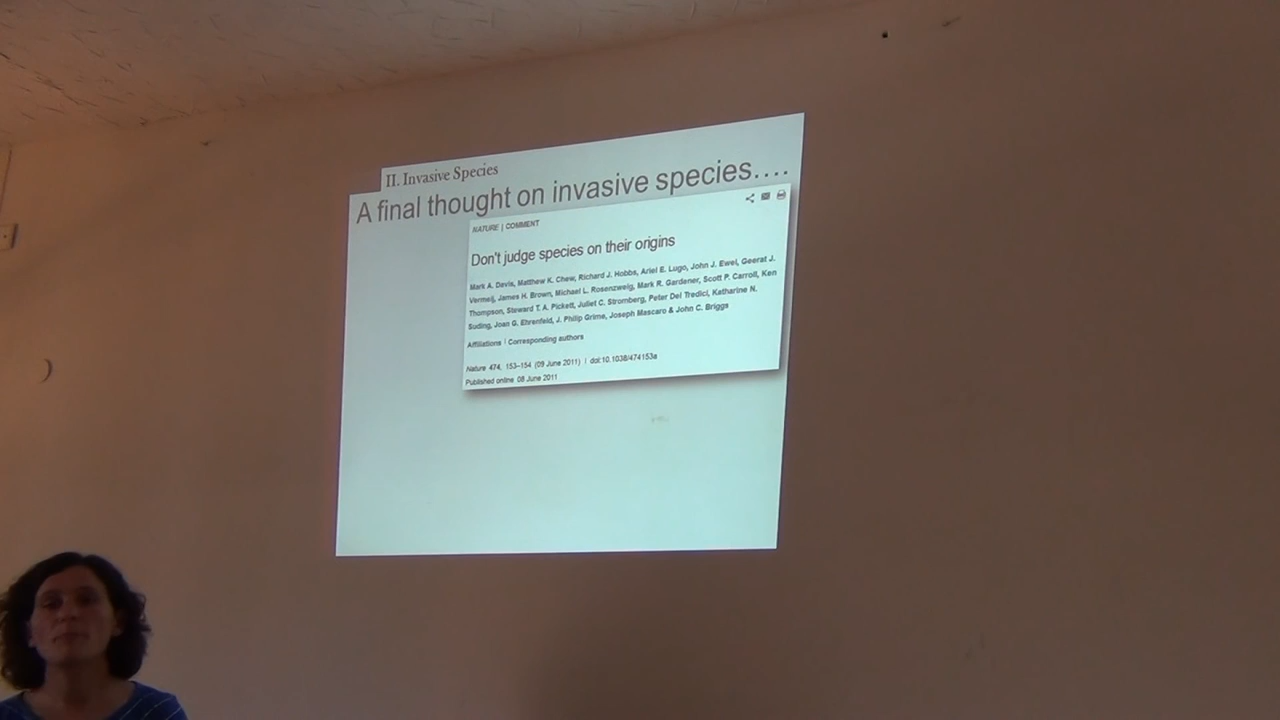 II. Invasive Species
A final thought on invasive species....
NATURE | COMMENT
Don't judge species on their origins
Mark A. Davis, Matthew K. Chew, Richard J. Hobbs, Ariel E. Lugo, John J. Ewel, Geerat J.
Vermeij, James H. Brown, Michael L. Rosenzweig, Mark R. Gardener, Scott P. Carroll, Ken
Thompson, Steward T. A. Pickett, Juliet C. Stromberg, Peter Del Tredici, Katharine N.
Suding, Joan G. Ehrenfeld, J. Philip Grime, Joseph Mascaro & John C. Briggs
Affiliations | Corresponding authors
Nature 474, 153–154 (09 June 2011) | doi:10.1038/474153a
Published online 08 June 2011